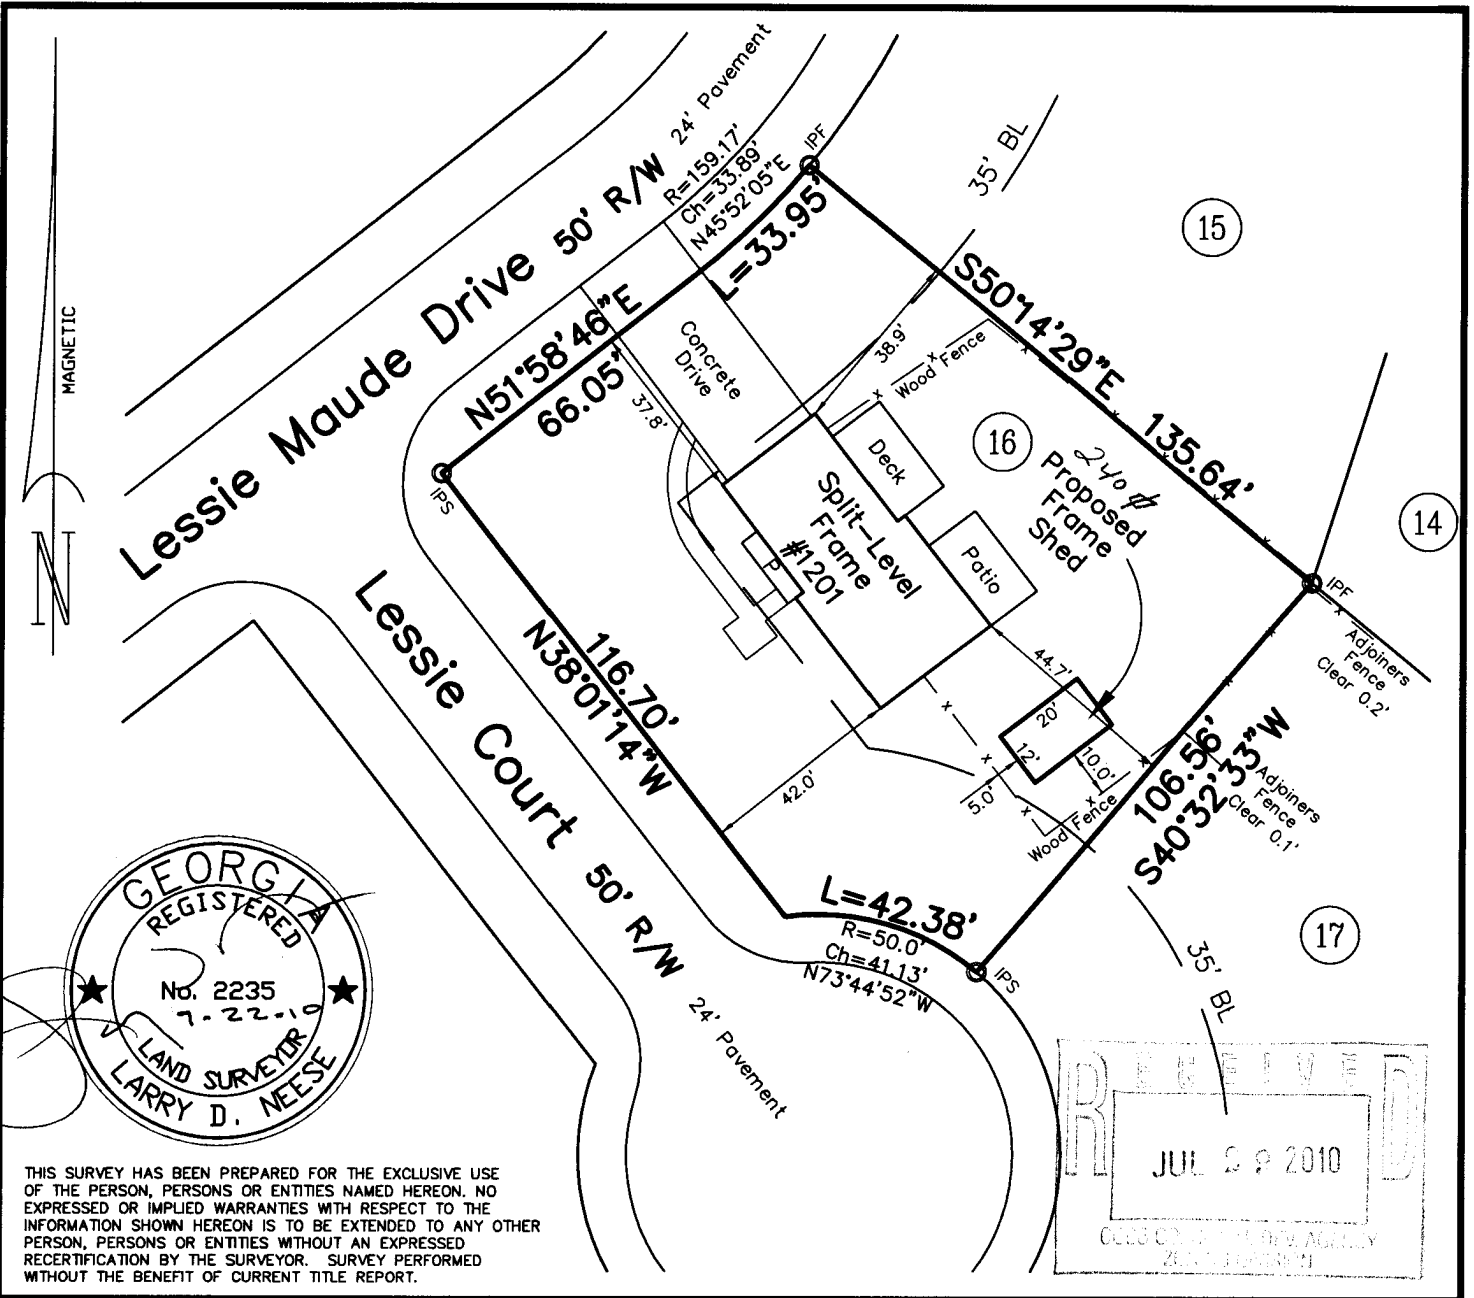 MAGNETIC
N
Lessie Maude Drive 50' R/W
24' Pavement
R=159.17'
Ch=33.89'
N45°52'05"E
L=33.95'
IPF
35' BL
15
N51°58'46"E
66.05'
37.8'
Concrete
Drive
38.9'
Wood Fence
S50°14'29"E 135.64'
16
240
Proposed
Frame
Shed
Deck
Split-Level
Frame
#1201
Patio
P
14
IPS
IPF
Adjoiners
Fence
Clear 0.2'
Lessie Court 50' R/W
116.70'
N38°01'14"W
44.7'
20'
12'
10.0'
5.0'
42.0'
Wood Fence
106.56'
S40°32'33"W
Adjoiners
Fence
Clear 0.1'
L=42.38'
R=50.0'
Ch=41.13'
N73°44'52"W
IPS
17
35' BL
24' Pavement
GEORGIA
REGISTERED
No. 2235
7-22-10
LAND SURVEYOR
LARRY D. NEESE
THIS SURVEY HAS BEEN PREPARED FOR THE EXCLUSIVE USE
OF THE PERSON, PERSONS OR ENTITIES NAMED HEREON. NO
EXPRESSED OR IMPLIED WARRANTIES WITH RESPECT TO THE
INFORMATION SHOWN HEREON IS TO BE EXTENDED TO ANY OTHER
PERSON, PERSONS OR ENTITIES WITHOUT AN EXPRESSED
RECERTIFICATION BY THE SURVEYOR. SURVEY PERFORMED
WITHOUT THE BENEFIT OF CURRENT TITLE REPORT.
RECEIVED
JUL 2010